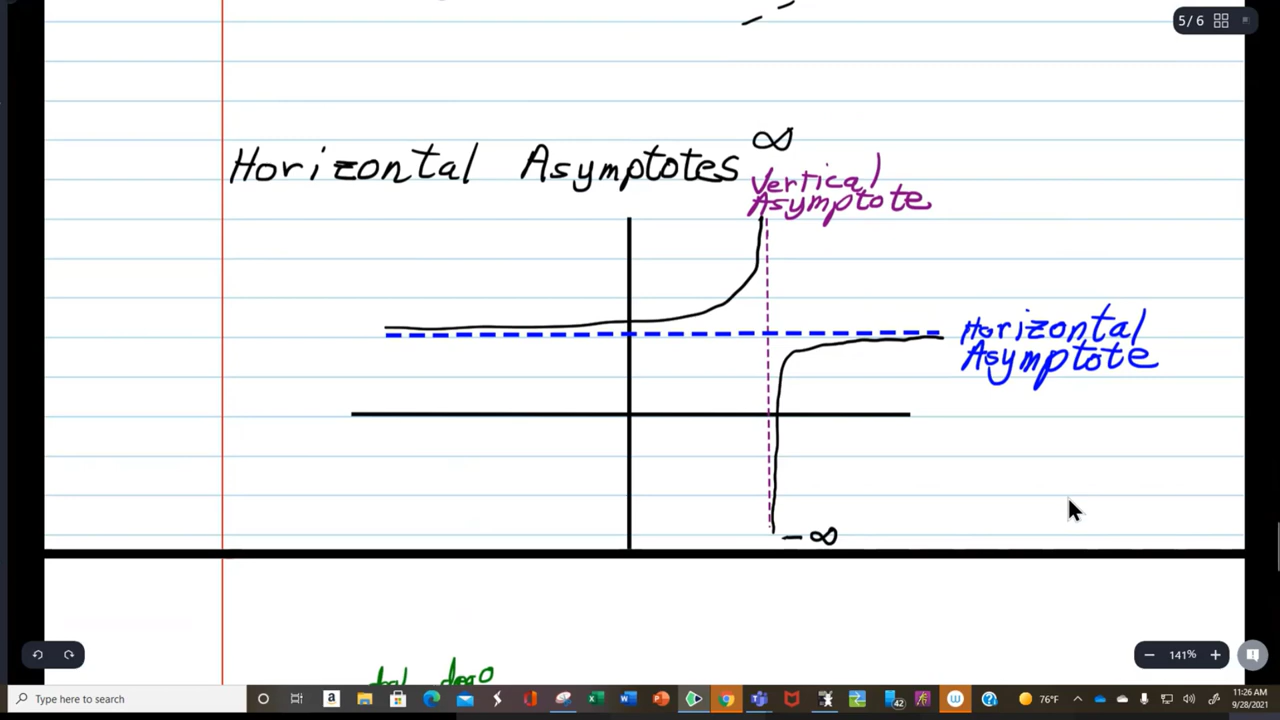 5/6
∞
Horizontal Asymptotes
Vertical
Asymptote
Horizontal
Asymptote
-∞
141%
Type here to search
42
76°F
11:26 AM
9/28/2021